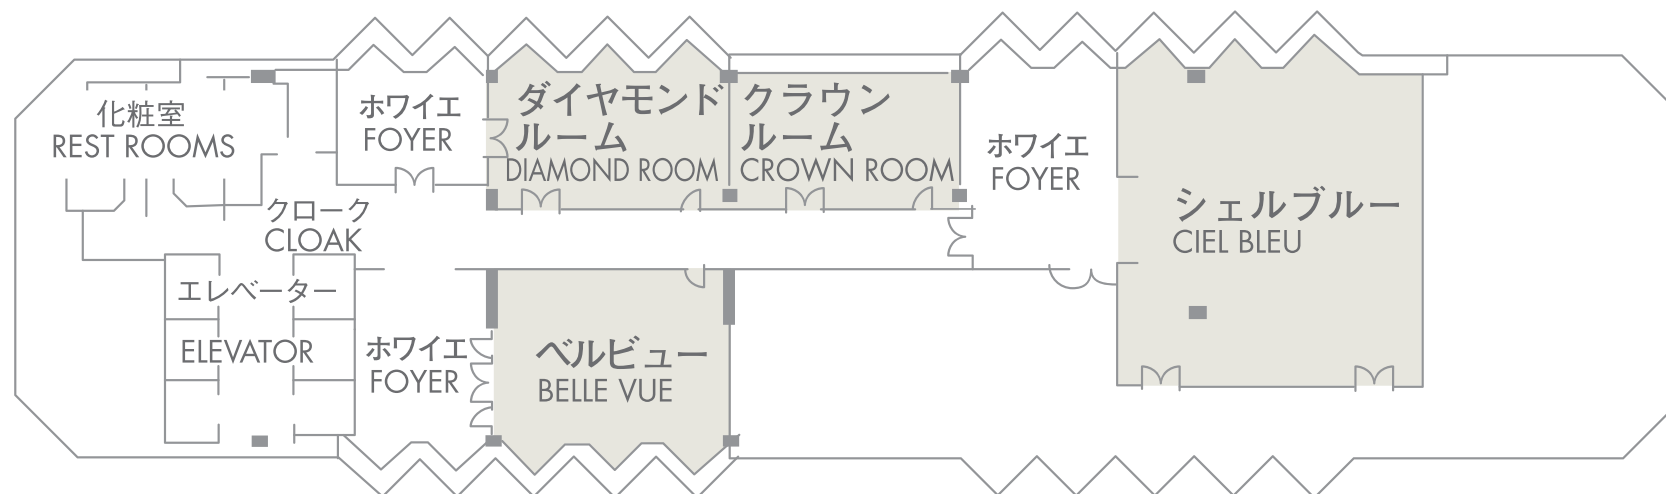 化粧室
REST ROOMS
ホワイエ
FOYER
ダイヤモンド
ルーム
DIAMOND ROOM
クラウン
ルーム
CROWN ROOM
ホワイエ
FOYER
シェルブルー
CIEL BLEU
クローク
CLOAK
エレベーター
ELEVATOR
ホワイエ
FOYER
ベルビュー
BELLE VUE